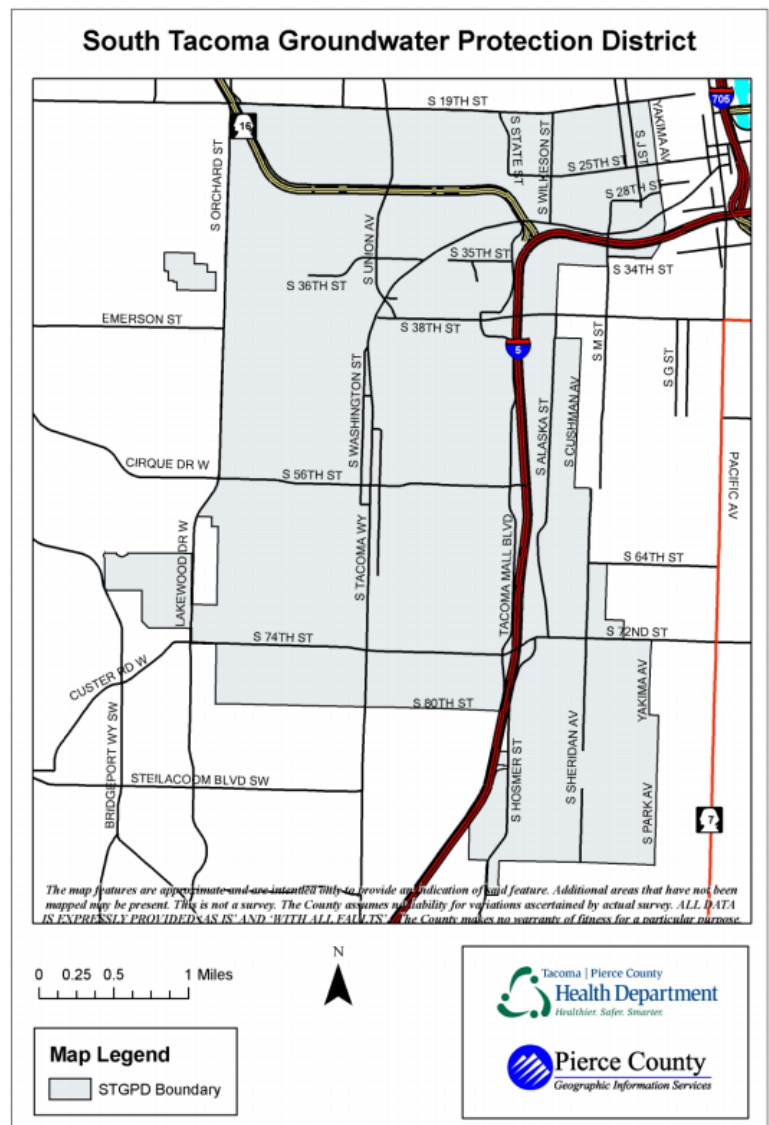 South Tacoma Groundwater Protection District
S 19TH ST
705
16
S ORCHARD ST
S UNION AV
S STATE ST
S WILKESON ST
S J ST
YAKIMA AV
S 25TH ST
S 28TH ST
S 35TH ST
S 36TH ST
S 34TH ST
EMERSON ST
S 38TH ST
5
S M ST
S G ST
S WASHINGTON ST
S ALASKA ST
S CUSHMAN AV
CIRQUE DR W
S 56TH ST
PACIFIC AV
LAKEWOOD DR W
S TACOMA WY
TACOMA MALL BLVD
S 64TH ST
S 74TH ST
S 72ND ST
CUSTER RD W
YAKIMA AV
S 80TH ST
BRIDGEPORT WY SW
S HOSMER ST
S SHERIDAN AV
S PARK AV
STEILACOOM BLVD SW
7
The map features are approximate and are intended only to provide an indication of said feature. Additional areas that have not been
mapped may be present. This is not a survey. The County assumes no liability for variations ascertained by actual survey. ALL DATA
IS EXPRESSLY PROVIDED 'AS IS' AND 'WITH ALL FAULTS'. The County makes no warranty of fitness for a particular purpose.
0 0.25 0.5 1 Miles
N
Map Legend
STGPD Boundary
Tacoma | Pierce County
Health Department
Healthier. Safer. Smarter.
Pierce County
Geographic Information Services